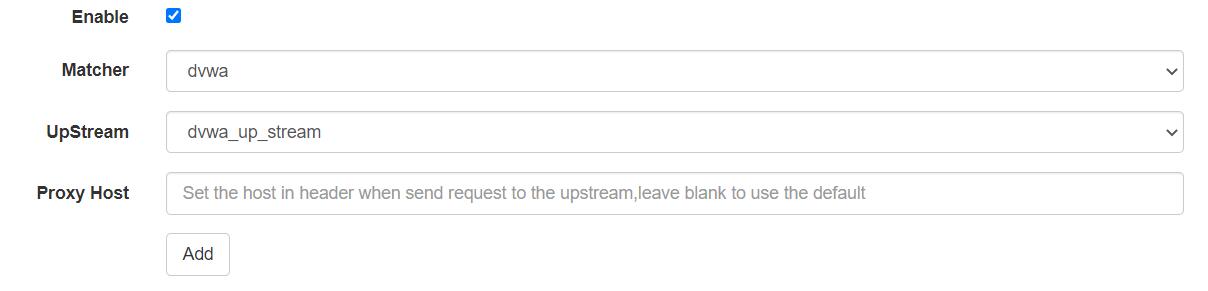 Enable
Matcher
dvwa
UpStream
dvwa_up_stream
Proxy Host
Set the host in header when send request to the upstream,leave blank to use the default
Add